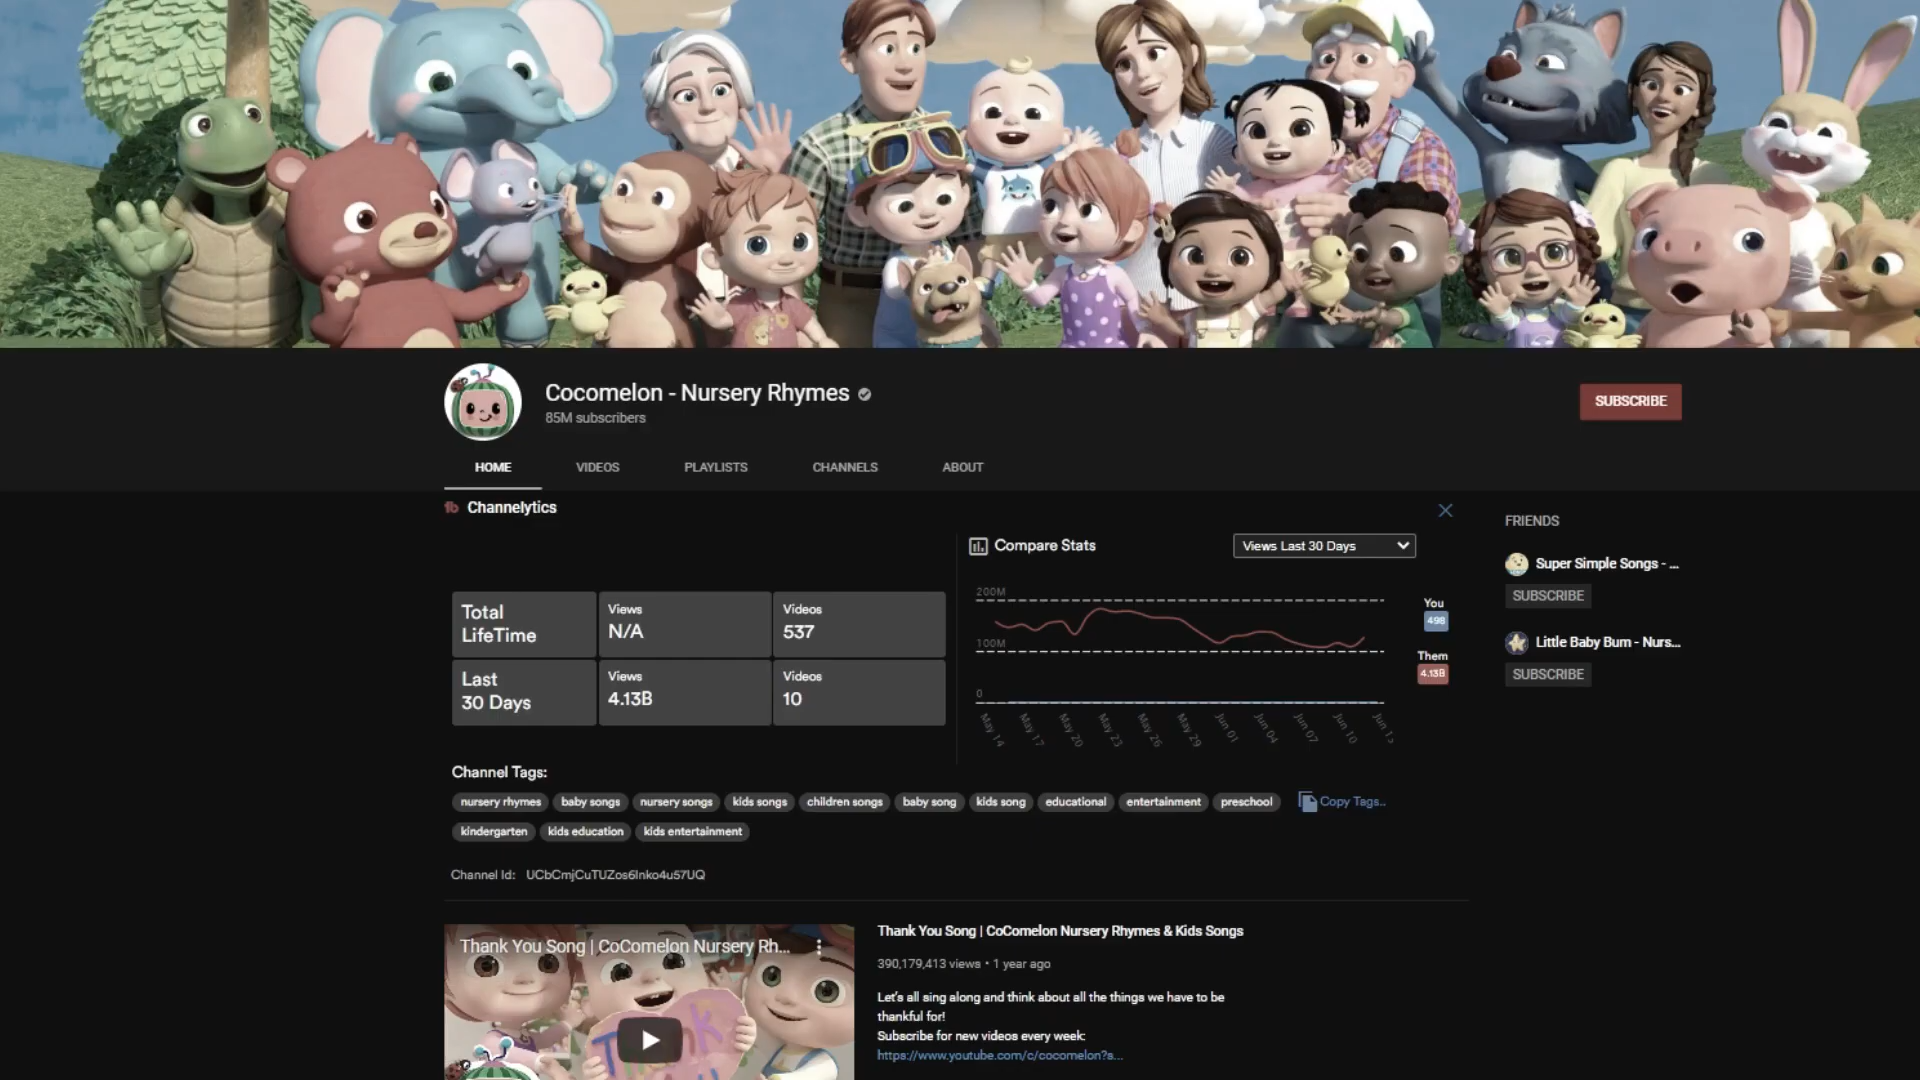 Cocomelon - Nursery Rhymes
85M subscribers
SUBSCRIBE
HOME VIDEOS PLAYLISTS CHANNELS ABOUT
Channelytics
Compare Stats
Views Last 30 Days
Total
LifeTime
Views
N/A
Videos
537
Last
30 Days
Views
4.13B
Videos
10
200M
100M
0
May 14 May 17 May 20 May 23 May 26 May 29 Jun 01 Jun 04 Jun 07 Jun 10
You
498
Them
4.13B
FRIENDS
Super Simple Songs - ...
SUBSCRIBE
Little Baby Bum - Nurs...
SUBSCRIBE
Channel Tags:
nursery rhymes baby songs nursery songs kids songs children songs baby song kids song educational entertainment preschool Copy Tags..
kindergarten kids education kids entertainment
Channel Id: UCbCmjCuTUZos6Inko4u57UQ
Thank You Song | CoComelon Nursery Rh...
Thank You Song | CoComelon Nursery Rhymes & Kids Songs
390,179,413 views • 1 year ago
Let's all sing along and think about all the things we have to be
thankful for!
Subscribe for new videos every week:
https://www.youtube.com/c/cocomelon?s...